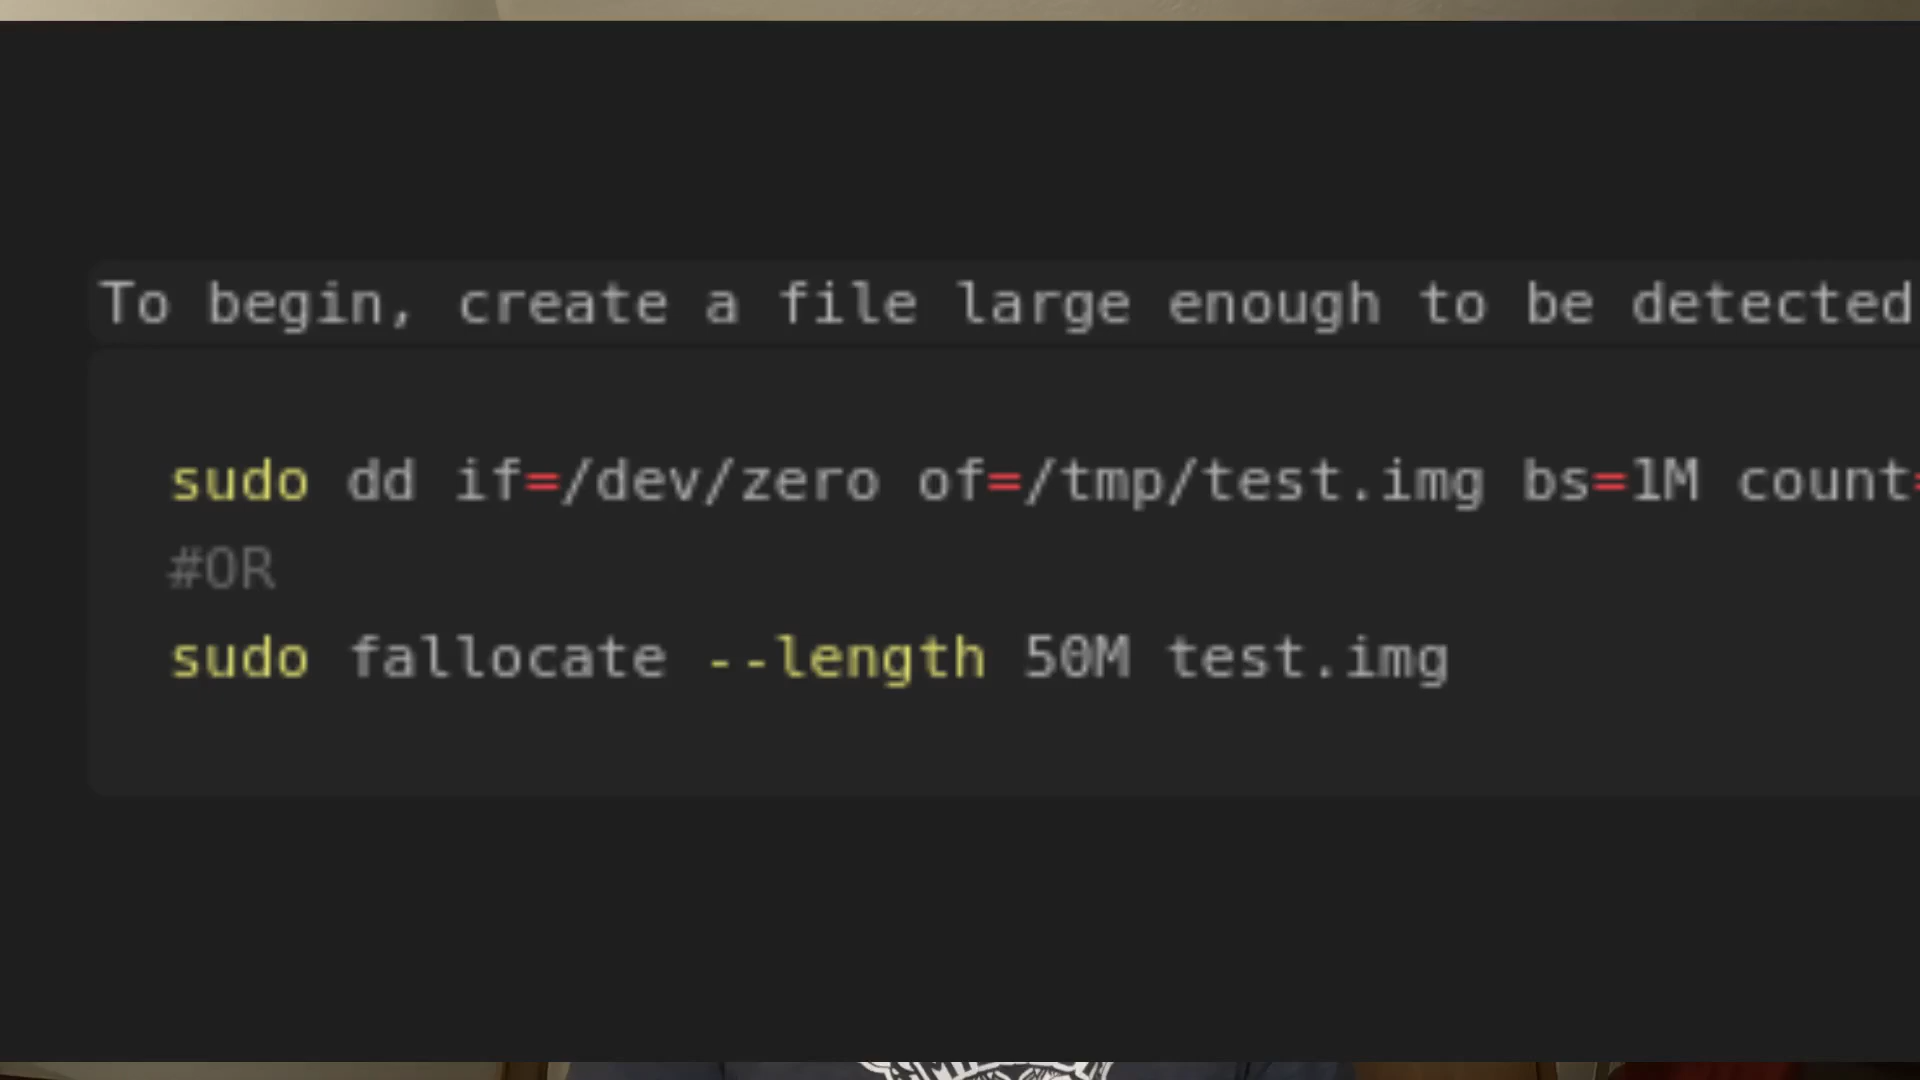 To begin, create a file large enough to be detected
sudo dd if=/dev/zero of=/tmp/test.img bs=1M count=
#OR
sudo fallocate --length 50M test.img